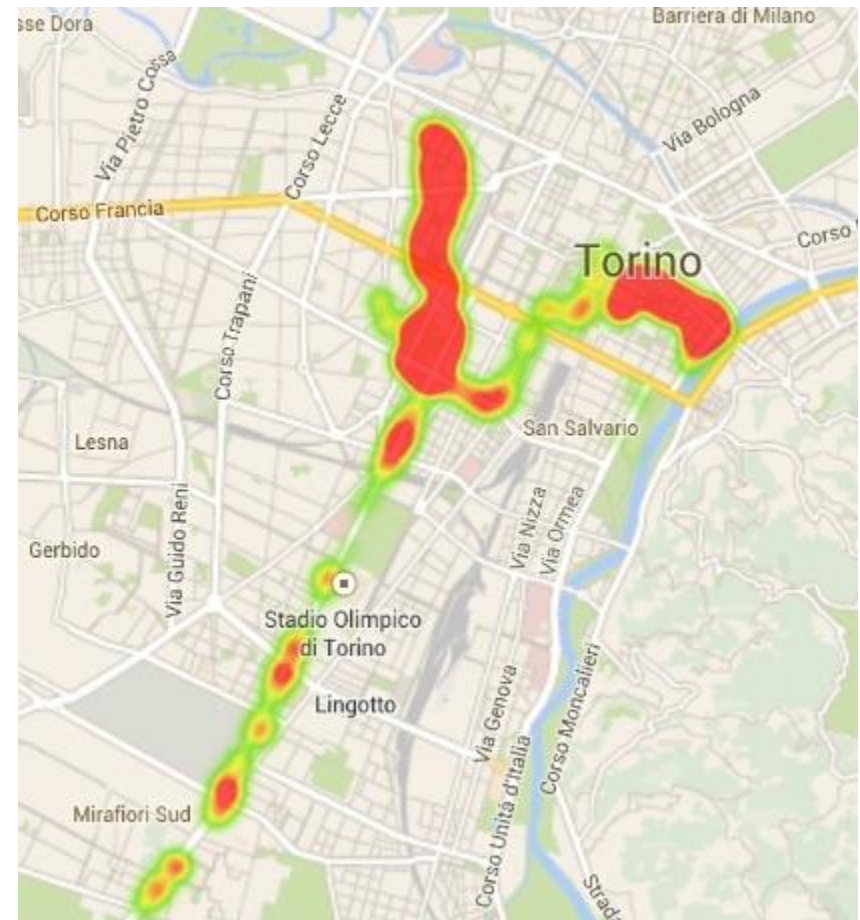 sse Dora
Barriera di Milano
Via Pietro Cossa
Corso Lecce
Via Bologna
Corso Francia
Corso
Torino
Corso Trapani
San Salvario
Lesna
Via Nizza
Via Ormea
Via Guido Reni
Gerbido
Stadio Olimpico
di Torino
Lingotto
Via Genova
Corso Moncalieri
Corso Unità d'Italia
Mirafiori Sud
Strad